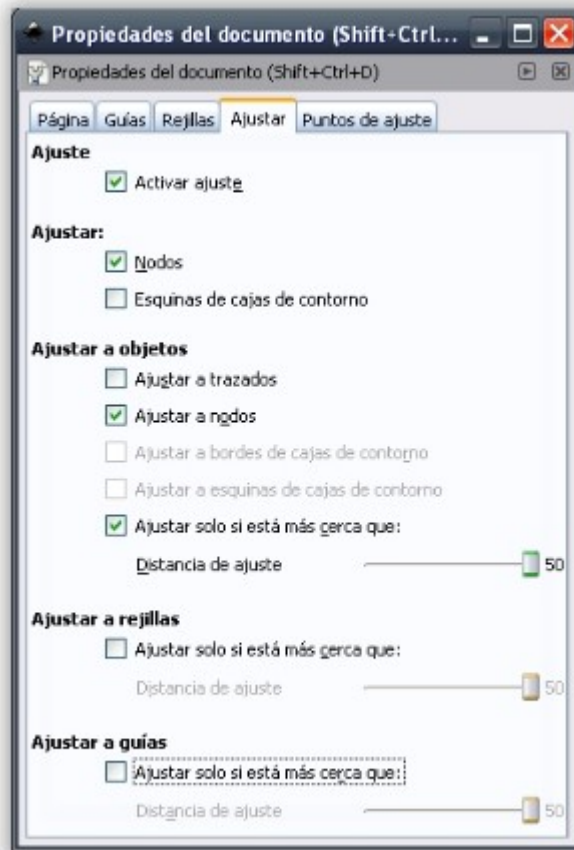 Propiedades del documento (Shift+Ctrl...
Propiedades del documento (Shift+Ctrl+D)
Página Guías Rejillas Ajustar Puntos de ajuste
Ajuste
Activar ajuste
Ajustar:
Nodos
Esquinas de cajas de contorno
Ajustar a objetos
Ajustar a trazados
Ajustar a nodos
Ajustar a bordes de cajas de contorno
Ajustar a esquinas de cajas de contorno
Ajustar solo si está más cerca que:
Distancia de ajuste 50
Ajustar a rejillas
Ajustar solo si está más cerca que:
Distancia de ajuste 50
Ajustar a guías
Ajustar solo si está más cerca que:
Distancia de ajuste 50